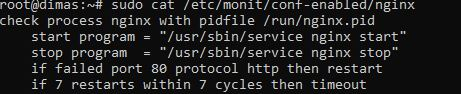 root@dimas:~# sudo cat /etc/monit/conf-enabled/nginx
check process nginx with pidfile /run/nginx.pid
    start program = "/usr/sbin/service nginx start"
    stop program  = "/usr/sbin/service nginx stop"
    if failed port 80 protocol http then restart
    if 7 restarts within 7 cycles then timeout